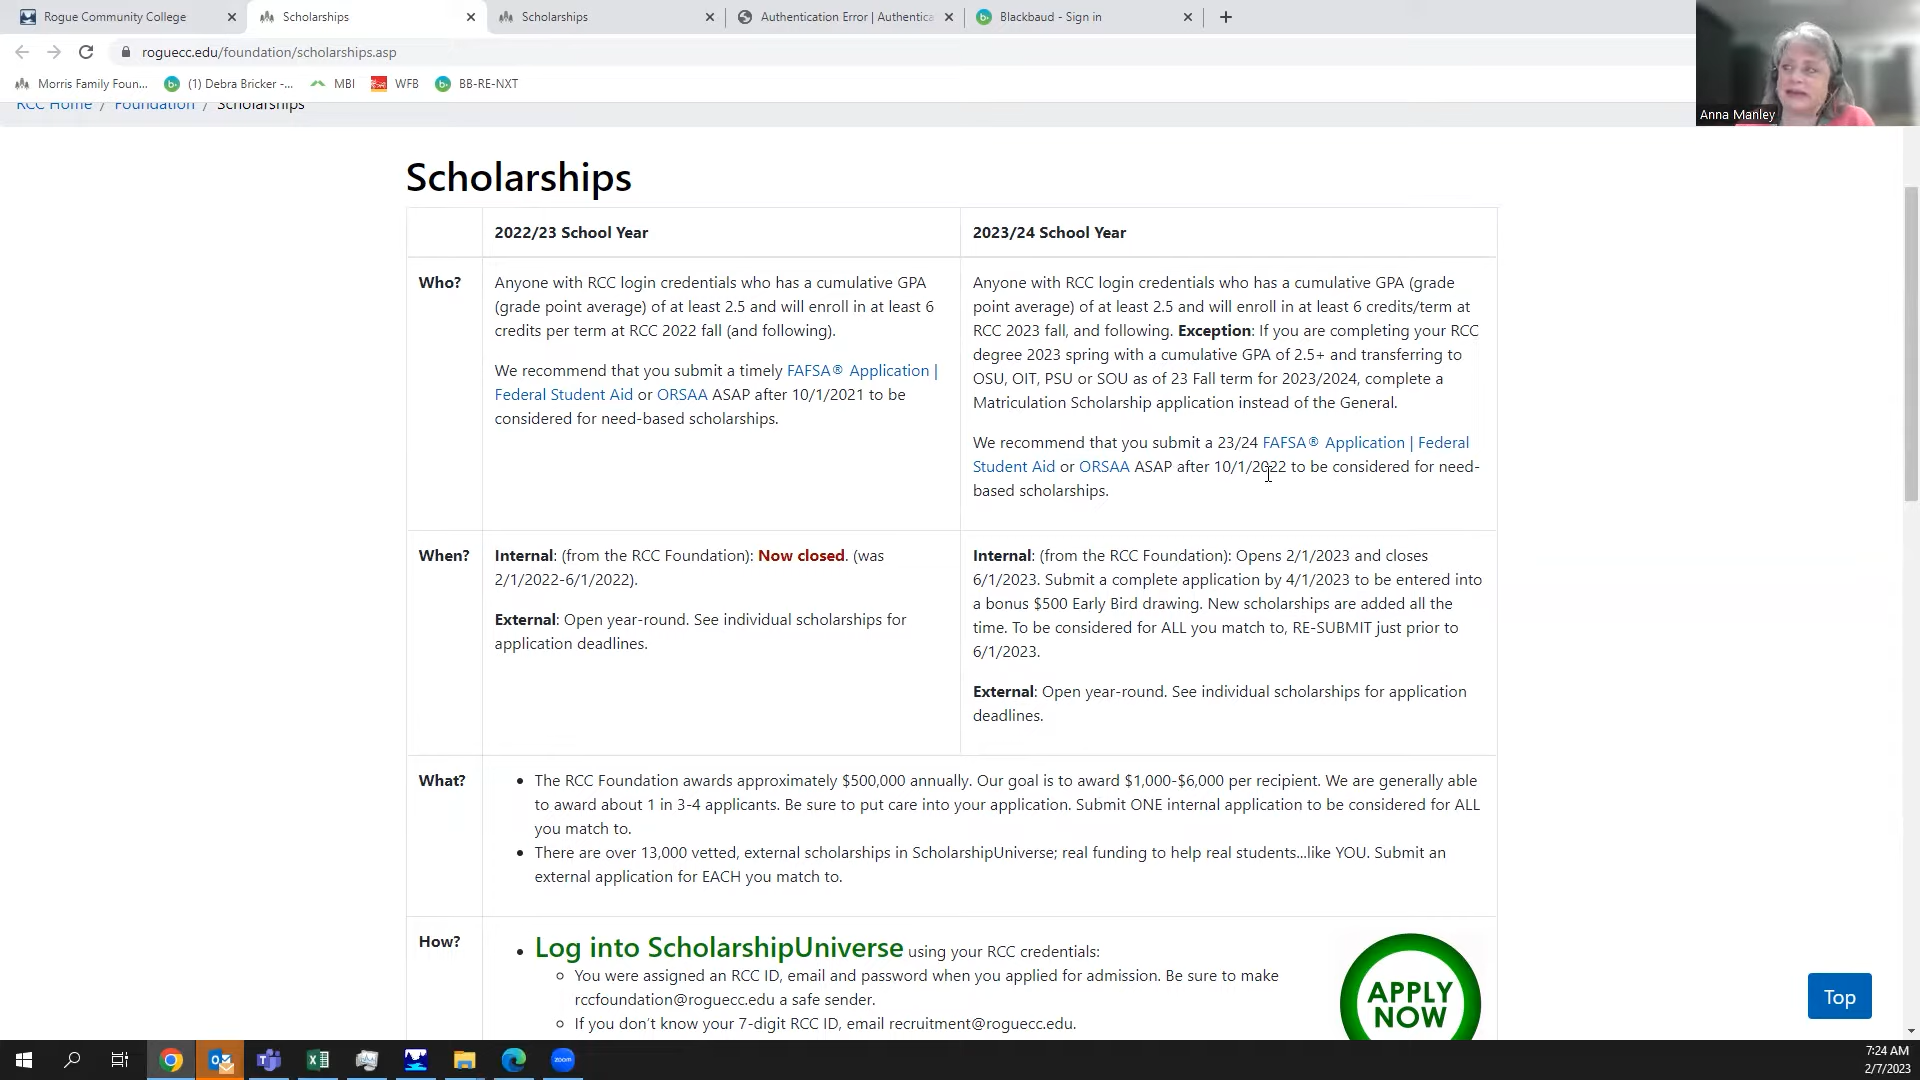 Rogue Community College
Scholarships
Scholarships
Authentication Error | Authentica
Blackbaud - Sign in
roguecc.edu/foundation/scholarships.asp
Morris Family Foun...
(1) Debra Bricker -...
MBI
WFB
BB-RE-NXT
Anna Manley
RCC Home / Foundation / Scholarships
Scholarships
2022/23 School Year
2023/24 School Year
Who?
Anyone with RCC login credentials who has a cumulative GPA
(grade point average) of at least 2.5 and will enroll in at least 6
credits per term at RCC 2022 fall (and following).
We recommend that you submit a timely FAFSA® Application |
Federal Student Aid or ORSAA ASAP after 10/1/2021 to be
considered for need-based scholarships.
Anyone with RCC login credentials who has a cumulative GPA (grade
point average) of at least 2.5 and will enroll in at least 6 credits/term at
RCC 2023 fall, and following. Exception: If you are completing your RCC
degree 2023 spring with a cumulative GPA of 2.5+ and transferring to
OSU, OIT, PSU or SOU as of 23 Fall term for 2023/2024, complete a
Matriculation Scholarship application instead of the General.
We recommend that you submit a 23/24 FAFSA® Application | Federal
Student Aid or ORSAA ASAP after 10/1/2022 to be considered for need-
based scholarships.
When?
Internal: (from the RCC Foundation): Now closed. (was
2/1/2022-6/1/2022).
External: Open year-round. See individual scholarships for
application deadlines.
Internal: (from the RCC Foundation): Opens 2/1/2023 and closes
6/1/2023. Submit a complete application by 4/1/2023 to be entered into
a bonus $500 Early Bird drawing. New scholarships are added all the
time. To be considered for ALL you match to, RE-SUBMIT just prior to
6/1/2023.
External: Open year-round. See individual scholarships for application
deadlines.
What?
• The RCC Foundation awards approximately $500,000 annually. Our goal is to award $1,000-$6,000 per recipient. We are generally able
to award about 1 in 3-4 applicants. Be sure to put care into your application. Submit ONE internal application to be considered for ALL
you match to.
• There are over 13,000 vetted, external scholarships in ScholarshipUniverse; real funding to help real students...like YOU. Submit an
external application for EACH you match to.
How?
• Log into ScholarshipUniverse using your RCC credentials:
You were assigned an RCC ID, email and password when you applied for admission. Be sure to make
rccfoundation@roguecc.edu a safe sender.
If you don't know your 7-digit RCC ID, email recruitment@roguecc.edu.
APPLY
NOW
Top
zoom
7:24 AM
2/7/2023